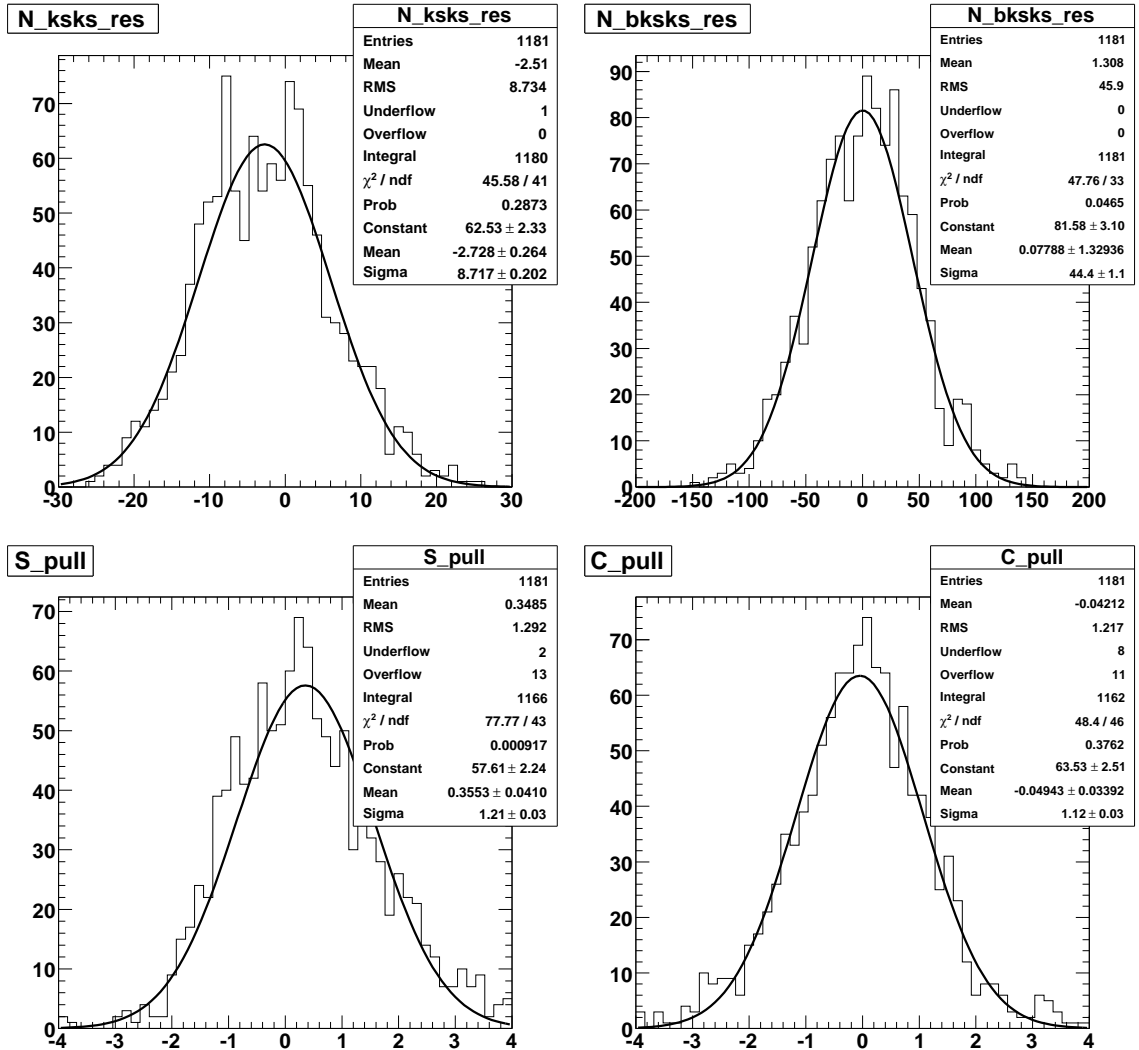 N_ksks_res
N_ksks_res
Entries 1181
Mean -2.51
RMS 8.734
Underflow 1
Overflow 0
Integral 1180
χ² / ndf 45.58 / 41
Prob 0.2873
Constant 62.53 ± 2.33
Mean -2.728 ± 0.264
Sigma 8.717 ± 0.202
70
60
50
40
30
20
10
0
-30 -20 -10 0 10 20 30
N_bksks_res
N_bksks_res
Entries 1181
Mean 1.308
RMS 45.9
Underflow 0
Overflow 0
Integral 1181
χ² / ndf 47.76 / 33
Prob 0.0465
Constant 81.58 ± 3.10
Mean 0.07788 ± 1.32936
Sigma 44.4 ± 1.1
90
80
70
60
50
40
30
20
10
0
-200 -150 -100 -50 0 50 100 150 200
S_pull
S_pull
Entries 1181
Mean 0.3485
RMS 1.292
Underflow 2
Overflow 13
Integral 1166
χ² / ndf 77.77 / 43
Prob 0.000917
Constant 57.61 ± 2.24
Mean 0.3553 ± 0.0410
Sigma 1.21 ± 0.03
70
60
50
40
30
20
10
0
-4 -3 -2 -1 0 1 2 3 4
C_pull
C_pull
Entries 1181
Mean -0.04212
RMS 1.217
Underflow 8
Overflow 11
Integral 1162
χ² / ndf 48.4 / 46
Prob 0.3762
Constant 63.53 ± 2.51
Mean -0.04943 ± 0.03392
Sigma 1.12 ± 0.03
70
60
50
40
30
20
10
0
-4 -3 -2 -1 0 1 2 3 4